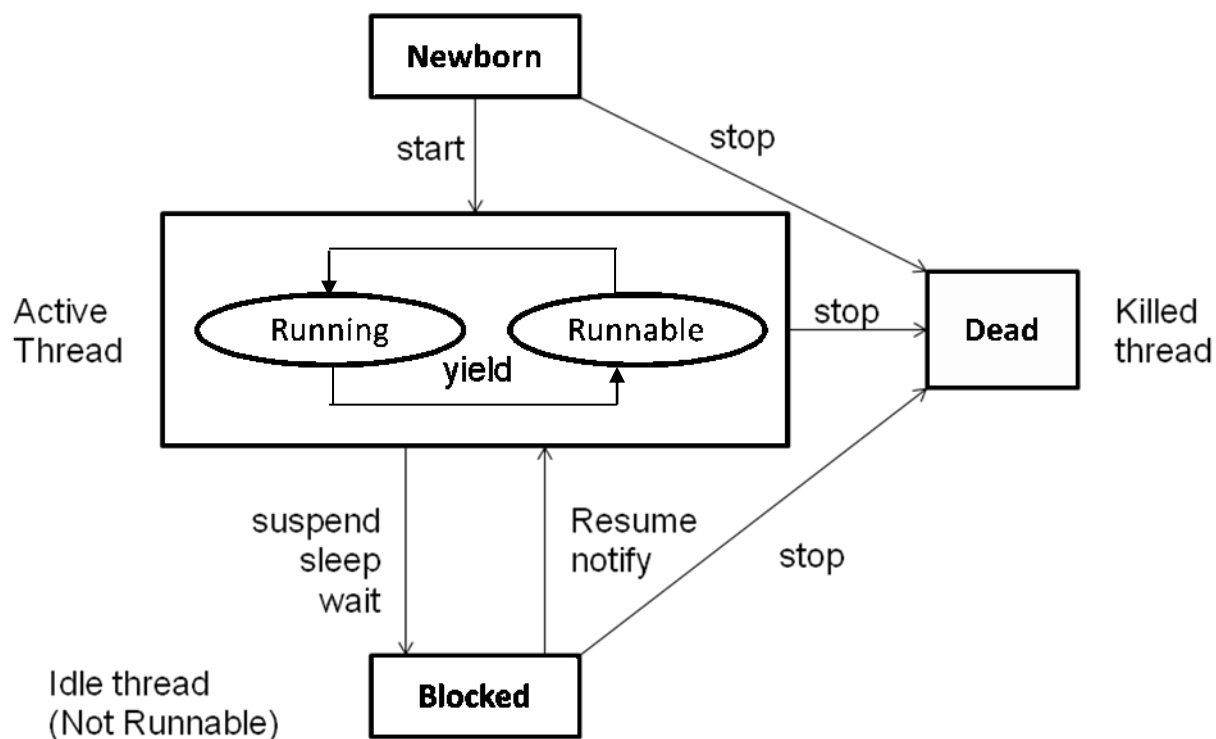 Newborn
start
stop
Active
Thread
Running
Runnable
yield
stop
Dead
Killed
thread
suspend
sleep
wait
Resume
notify
stop
Idle thread
(Not Runnable)
Blocked